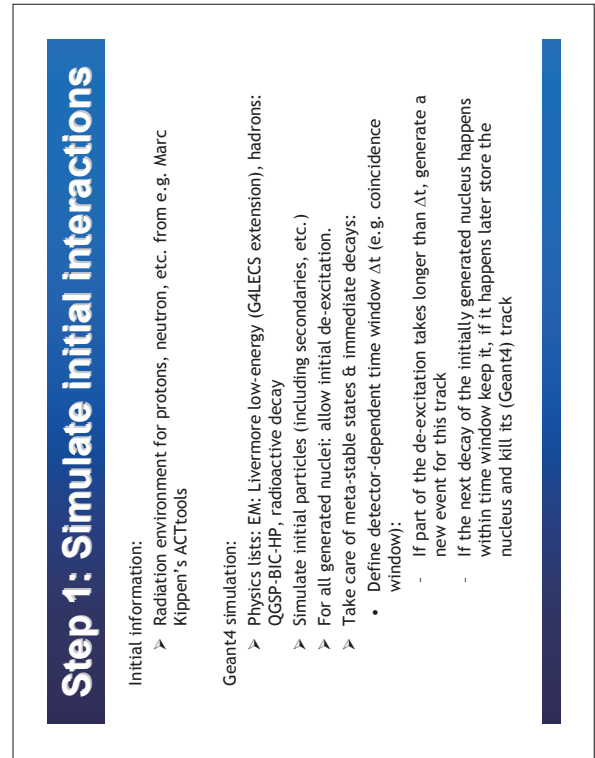 Step 1: Simulate initial interactions
Initial information:
➢ Radiation environment for protons, neutron, etc. from e.g. Marc
Kippen's ACTtools
Geant4 simulation:
➢ Physics lists: EM: Livermore low-energy (G4LECS extension), hadrons:
QGSP-BIC-HP, radioactive decay
➢ Simulate initial particles (including secondaries, etc.)
➢ For all generated nuclei: allow initial de-excitation.
➢ Take care of meta-stable states & immediate decays:
• Define detector-dependent time window Δt (e.g. coincidence
window):
- If part of the de-excitation takes longer than Δt, generate a
new event for this track
- If the next decay of the initially generated nucleus happens
within time window keep it, if it happens later store the
nucleus and kill its (Geant4) track